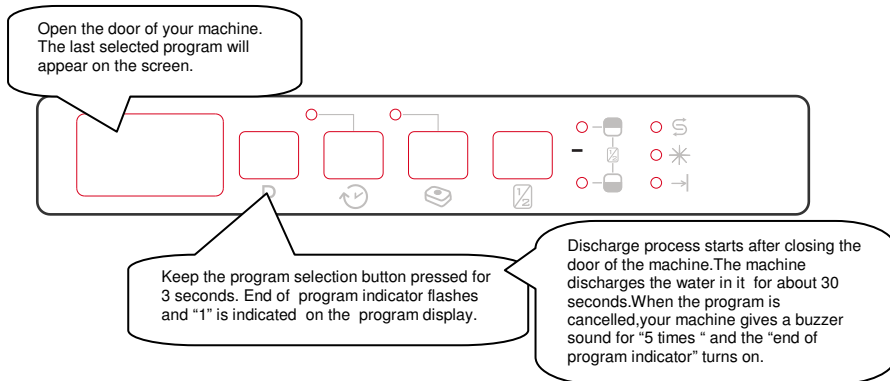 Open the door of your machine.
The last selected program will
appear on the screen.
1/2
1/2
Keep the program selection button pressed for
3 seconds. End of program indicator flashes
and “1” is indicated on the program display.
Discharge process starts after closing the
door of the machine.The machine
discharges the water in it for about 30
seconds.When the program is
cancelled,your machine gives a buzzer
sound for “5 times “ and the “end of
program indicator” turns on.